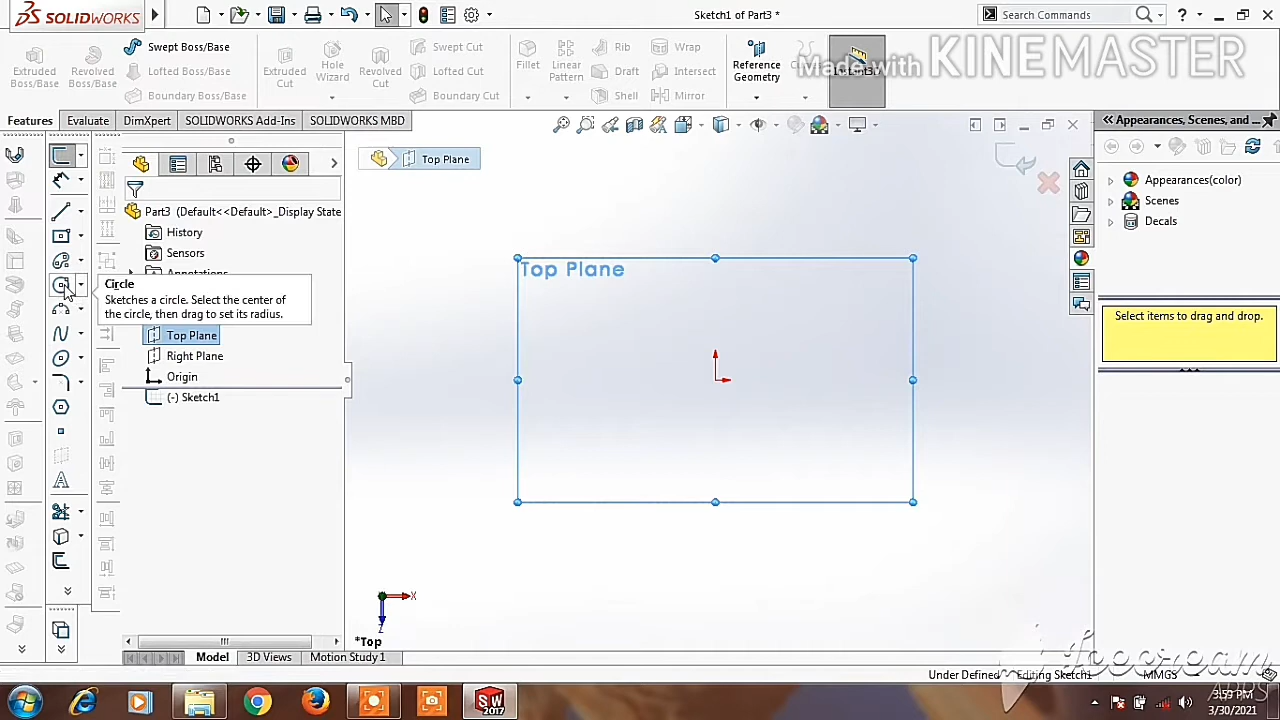 SOLIDWORKS
Sketch1 of Part3 *
Search Commands
?
Extruded
Boss/Base
Revolved
Boss/Base
Swept Boss/Base
Lofted Boss/Base
Boundary Boss/Base
Extruded
Cut
Hole
Wizard
Revolved
Cut
Swept Cut
Lofted Cut
Boundary Cut
Fillet
Linear
Pattern
Rib
Draft
Shell
Wrap
Intersect
Mirror
Reference
Geometry
Made with KINEMASTER
Features
Evaluate
DimXpert
SOLIDWORKS Add-Ins
SOLIDWORKS MBD
Appearances, Scenes, and...
Top Plane
Part3 (Default<<Default>_Display State
History
Sensors
Annotations
Circle
Sketches a circle. Select the center of
the circle, then drag to set its radius.
Top Plane
Right Plane
Origin
(-) Sketch1
Top Plane
Appearances(color)
Scenes
Decals
Select items to drag and drop.
X
Z
*Top
Model
3D Views
Motion Study 1
Under Defined
Editing Sketch1
MMGS
SW
2017
3:59 PM
3/30/2021